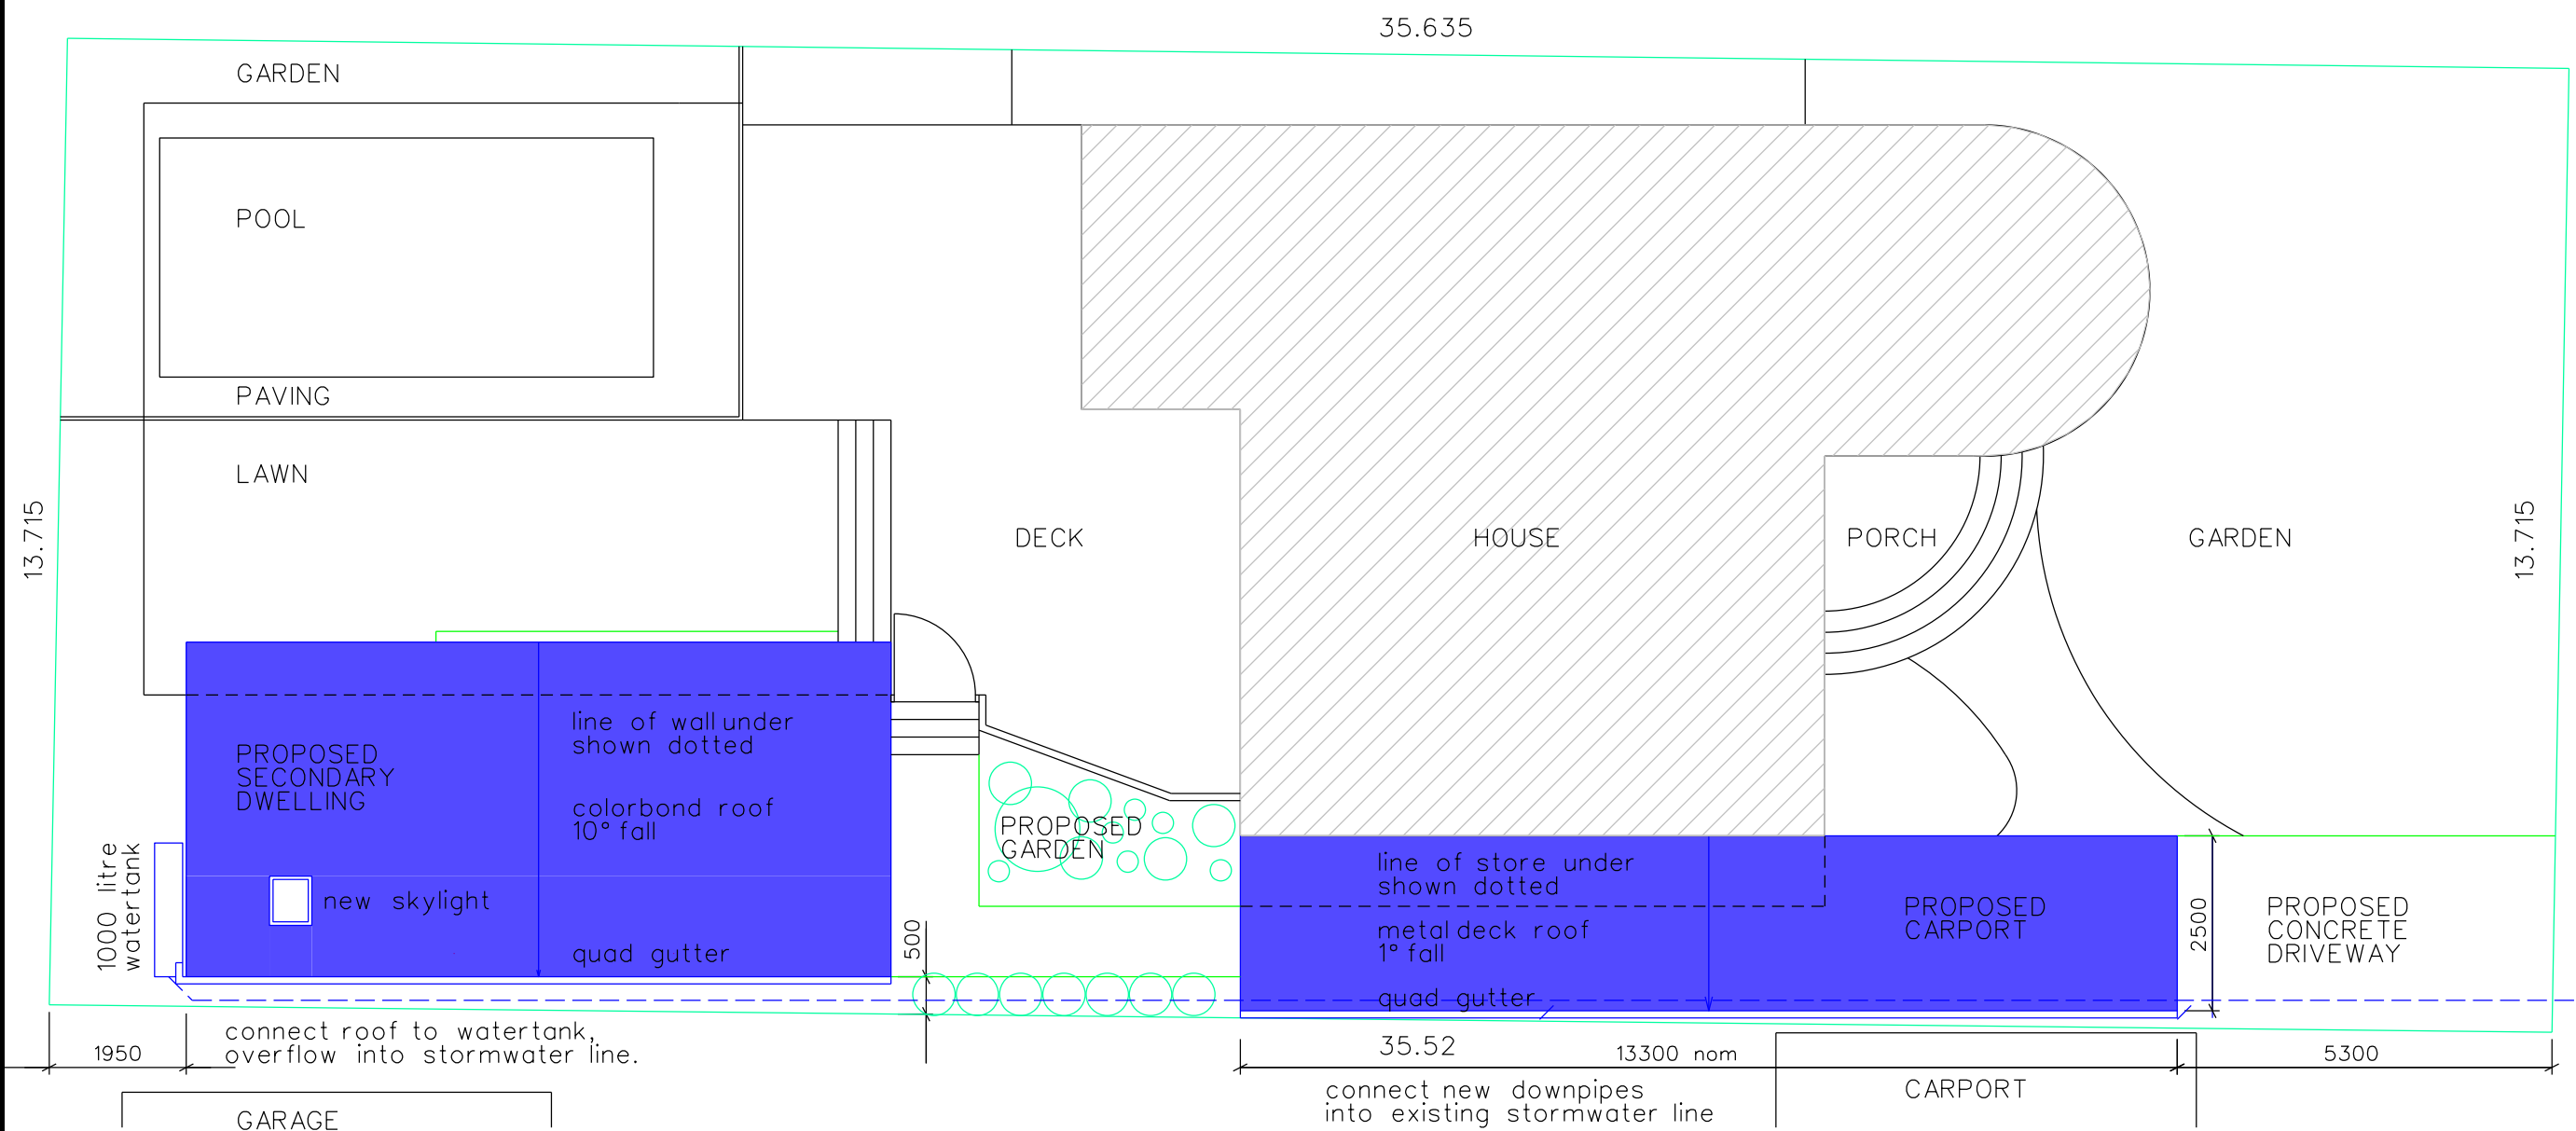 35.635
GARDEN
POOL
PAVING
LAWN
13.715
DECK
HOUSE
PORCH
GARDEN
13.715
line of wall under
shown dotted
PROPOSED
SECONDARY
DWELLING
colorbond roof
10° fall
1000 litre
watertank
new skylight
quad gutter
500
PROPOSED
GARDEN
line of store under
shown dotted
metal deck roof
1° fall
quad gutter
PROPOSED
CARPORT
2500
PROPOSED
CONCRETE
DRIVEWAY
1950
connect roof to watertank,
overflow into stormwater line.
35.52
13300 nom
5300
connect new downpipes
into existing stormwater line
CARPORT
GARAGE